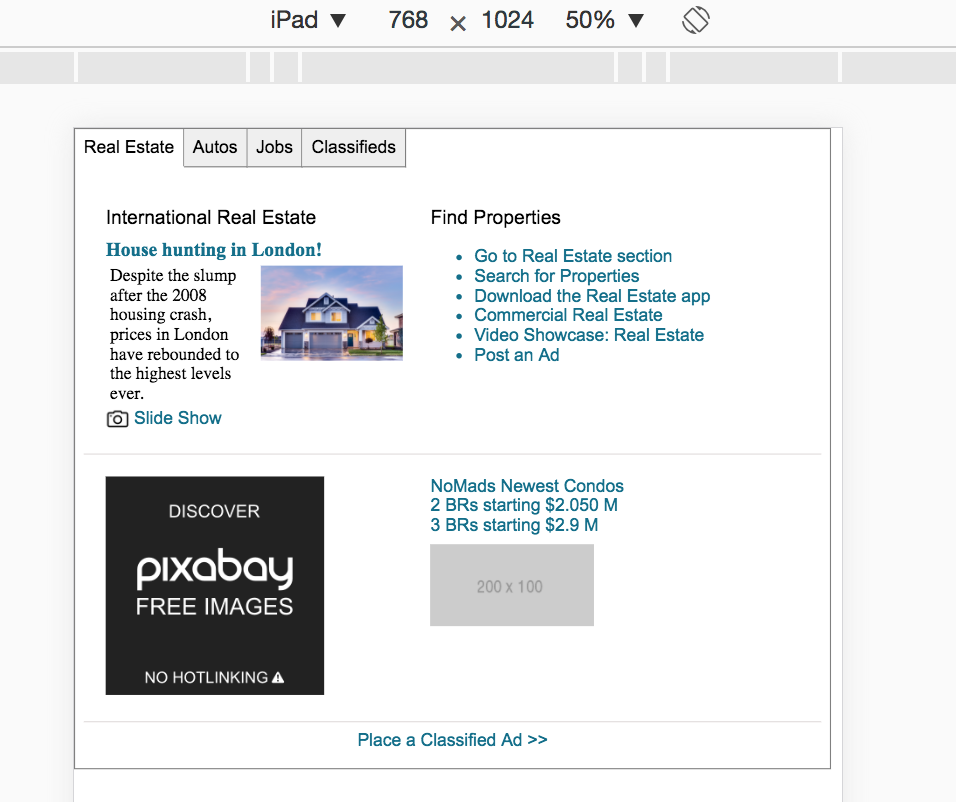 iPad ▼ 768 × 1024 50% ▼
Real Estate Autos Jobs Classifieds
International Real Estate
House hunting in London!
Despite the slump
after the 2008
housing crash,
prices in London
have rebounded to
the highest levels
ever.
Slide Show
Find Properties
• Go to Real Estate section
• Search for Properties
• Download the Real Estate app
• Commercial Real Estate
• Video Showcase: Real Estate
• Post an Ad
DISCOVER
pixabay
FREE IMAGES
NO HOTLINKING
NoMads Newest Condos
2 BRs starting $2.050 M
3 BRs starting $2.9 M
200 x 100
Place a Classified Ad >>